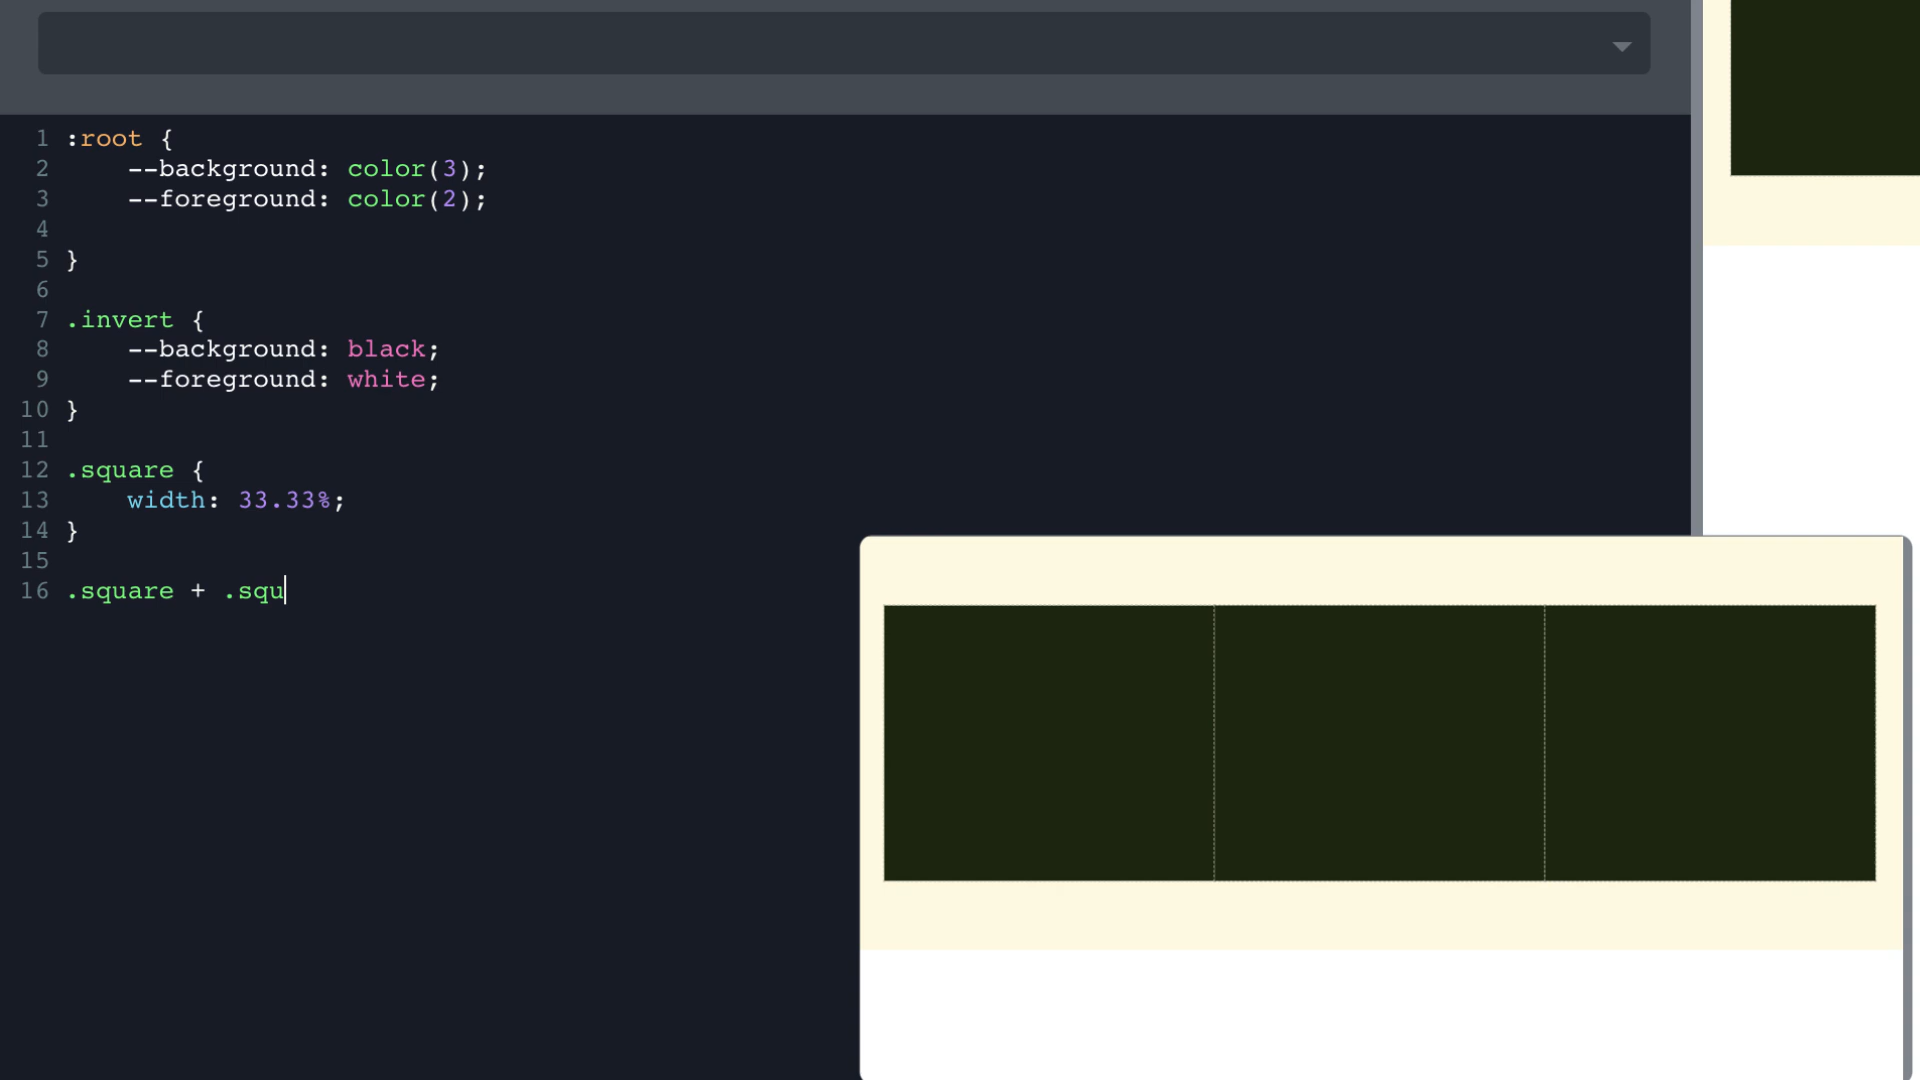 1 :root {
2 --background: color(3);
3 --foreground: color(2);
4
5 }
6
7 .invert {
8 --background: black;
9 --foreground: white;
10 }
11
12 .square {
13 width: 33.33%;
14 }
15
16 .square + .squ